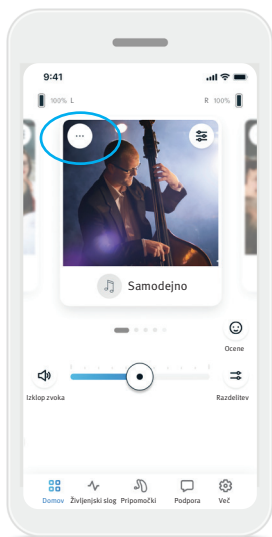 9:41
100% L
R 100%
Samodejno
Ocene
Izklop zvoka
Razdelitev
Domov
Življenjski slog
Pripomočki
Podpora
Več